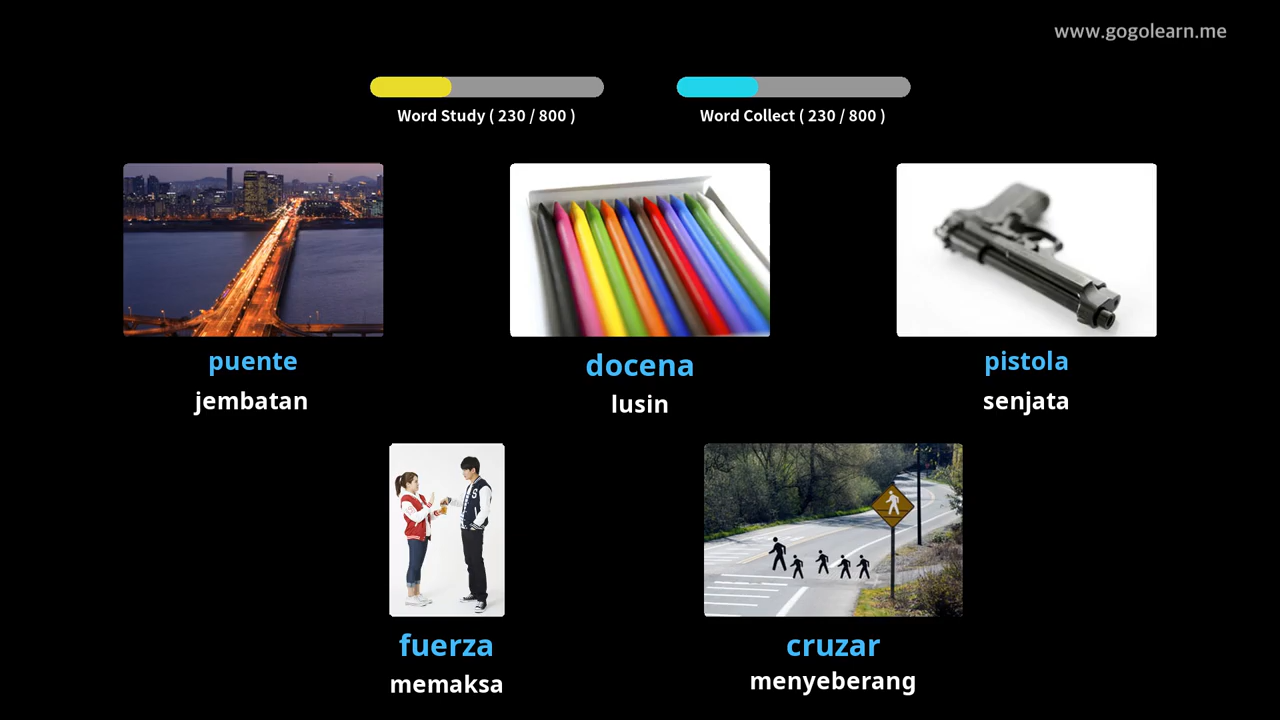 www.gogolearn.me
Word Study ( 230 / 800 )
Word Collect ( 230 / 800 )
puente
jembatan
docena
lusin
pistola
senjata
fuerza
memaksa
cruzar
menyeberang